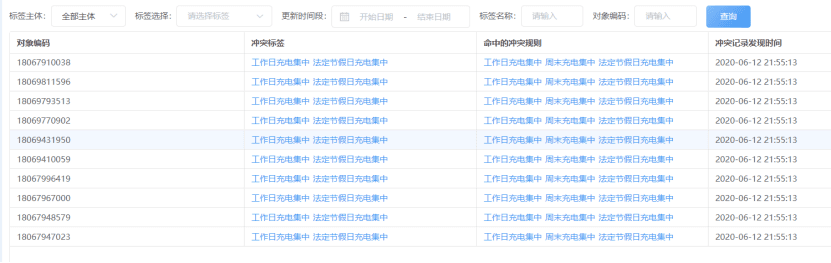 标签主体： 全部主体 标签选择： 请选择标签 更新时间段： 开始日期 - 结束日期 标签名称： 请输入 对象编码： 请输入 查询
对象编码 冲突标签 命中的冲突规则 冲突记录发现时间
18067910038 工作日充电集中 法定节假日充电集中 工作日充电集中 周末充电集中 法定节假日充电集中 2020-06-12 21:55:13
18069811596 工作日充电集中 法定节假日充电集中 工作日充电集中 周末充电集中 法定节假日充电集中 2020-06-12 21:55:13
18069793513 工作日充电集中 法定节假日充电集中 工作日充电集中 周末充电集中 法定节假日充电集中 2020-06-12 21:55:13
18069770902 工作日充电集中 法定节假日充电集中 工作日充电集中 周末充电集中 法定节假日充电集中 2020-06-12 21:55:13
18069431950 工作日充电集中 法定节假日充电集中 工作日充电集中 周末充电集中 法定节假日充电集中 2020-06-12 21:55:13
18069410059 工作日充电集中 法定节假日充电集中 工作日充电集中 周末充电集中 法定节假日充电集中 2020-06-12 21:55:13
18067996419 工作日充电集中 法定节假日充电集中 工作日充电集中 周末充电集中 法定节假日充电集中 2020-06-12 21:55:13
18067967000 工作日充电集中 法定节假日充电集中 工作日充电集中 周末充电集中 法定节假日充电集中 2020-06-12 21:55:13
18067948579 工作日充电集中 法定节假日充电集中 工作日充电集中 周末充电集中 法定节假日充电集中 2020-06-12 21:55:13
18067947023 工作日充电集中 法定节假日充电集中 工作日充电集中 周末充电集中 法定节假日充电集中 2020-06-12 21:55:13